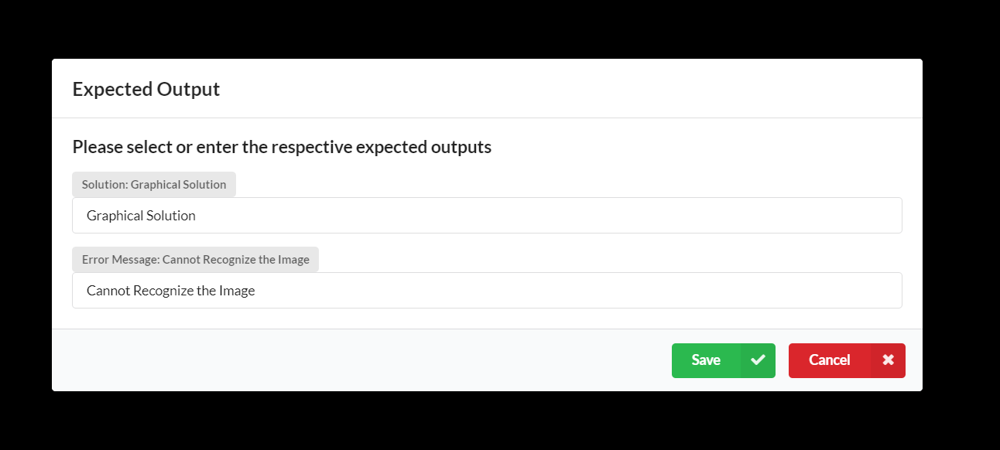 Expected Output
Please select or enter the respective expected outputs
Solution: Graphical Solution
Graphical Solution
Error Message: Cannot Recognize the Image
Cannot Recognize the Image
Save
Cancel